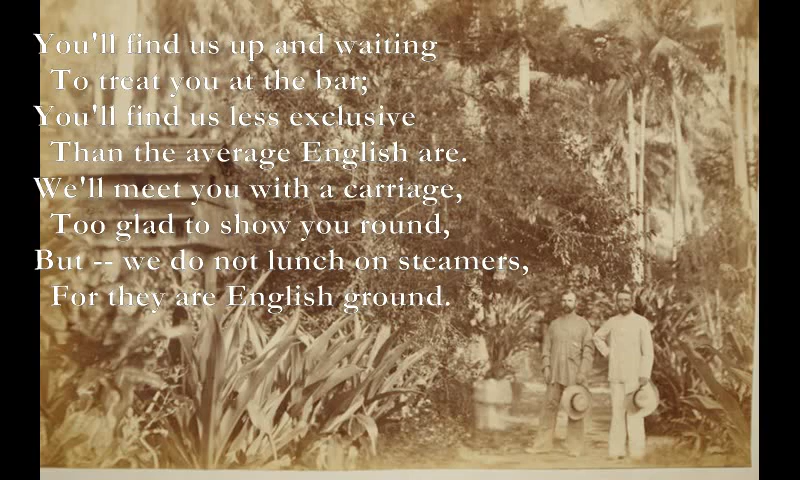 You'll find us up and waiting
To treat you at the bar;
You'll find us less exclusive
Than the average English are.
We'll meet you with a carriage,
Too glad to show you round,
But -- we do not lunch on steamers,
For they are English ground.